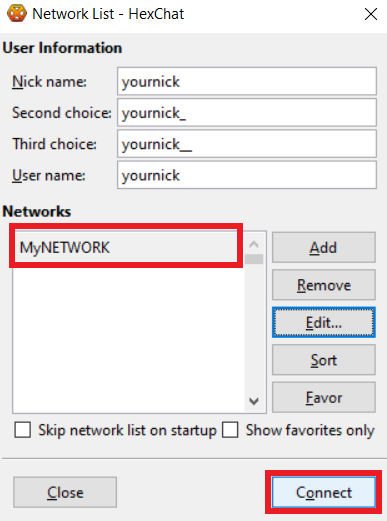 Network List - HexChat
User Information
Nick name: yournick
Second choice: yournick_
Third choice: yournick__
User name: yournick
Networks
MyNETWORK
Add
Remove
Edit...
Sort
Favor
Skip network list on startup Show favorites only
Close Connect